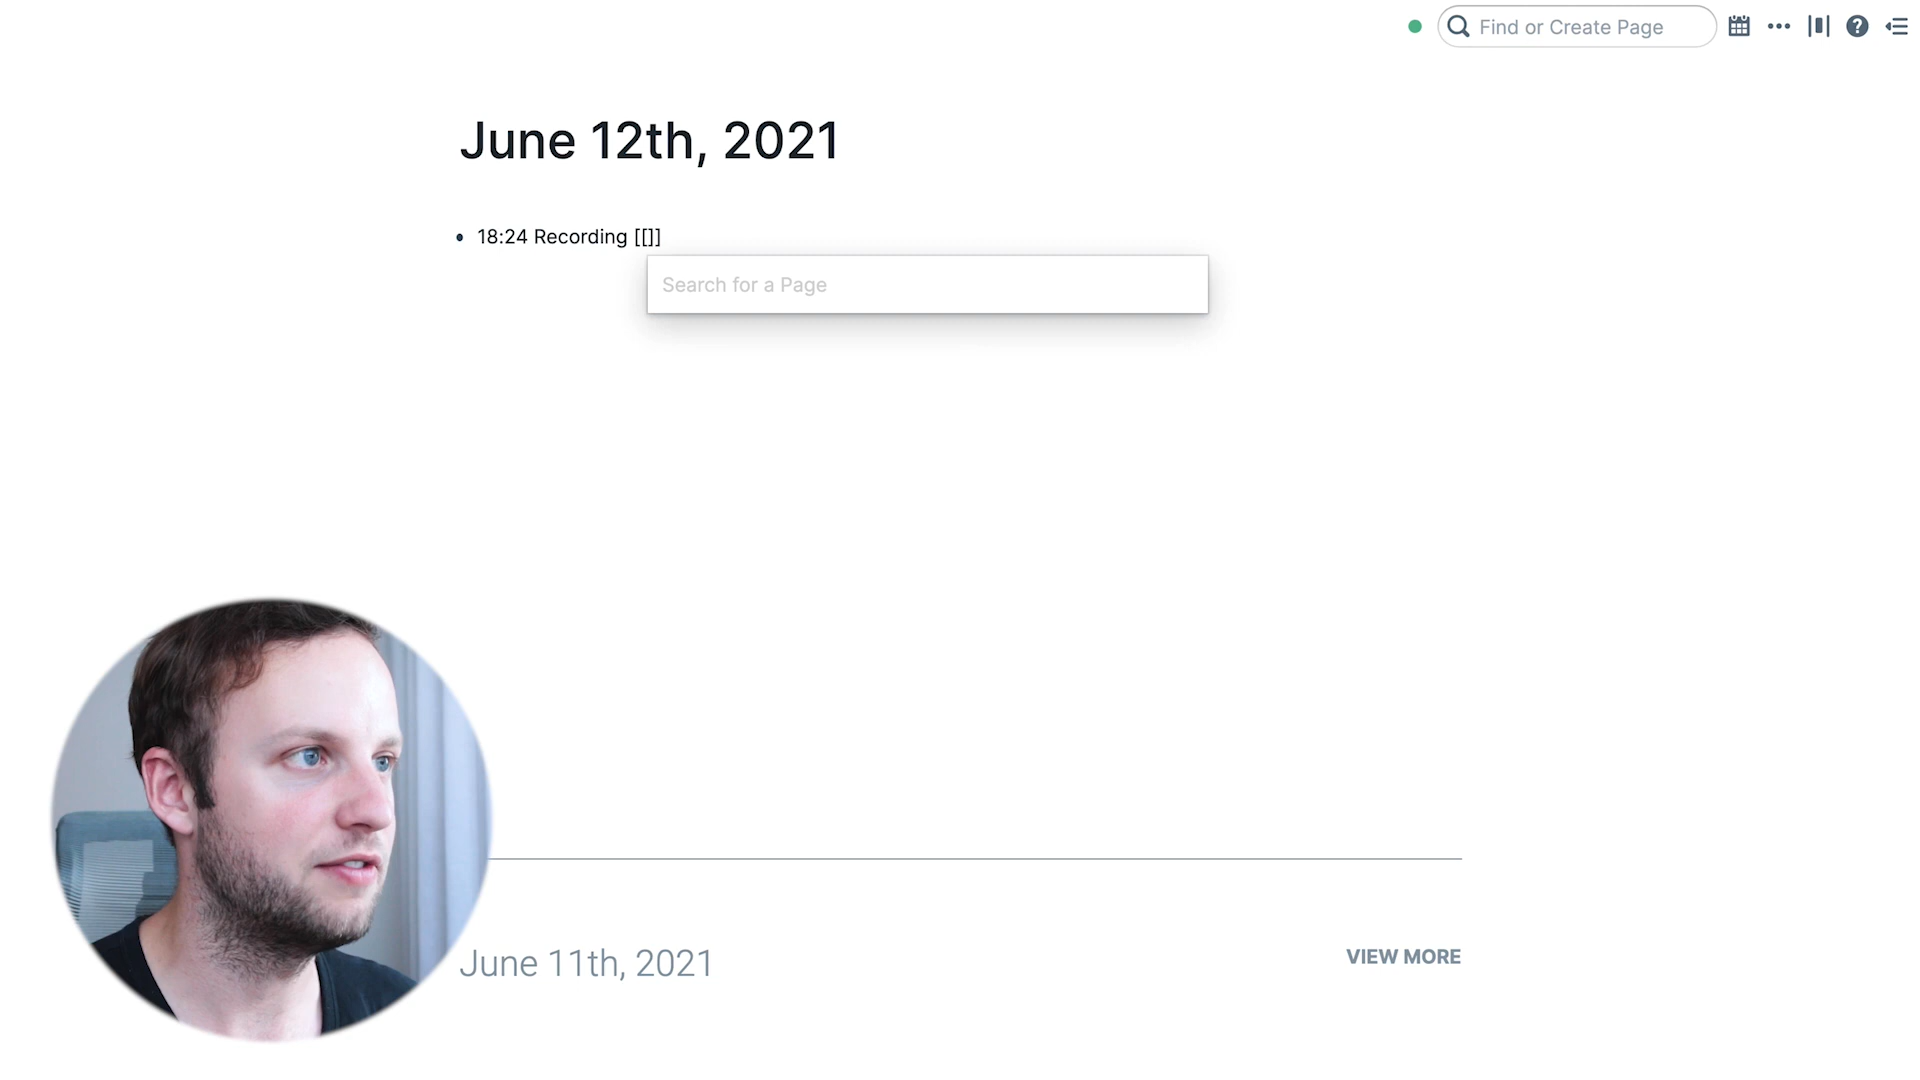 Find or Create Page
June 12th, 2021
18:24 Recording [[]]
Search for a Page
June 11th, 2021
VIEW MORE